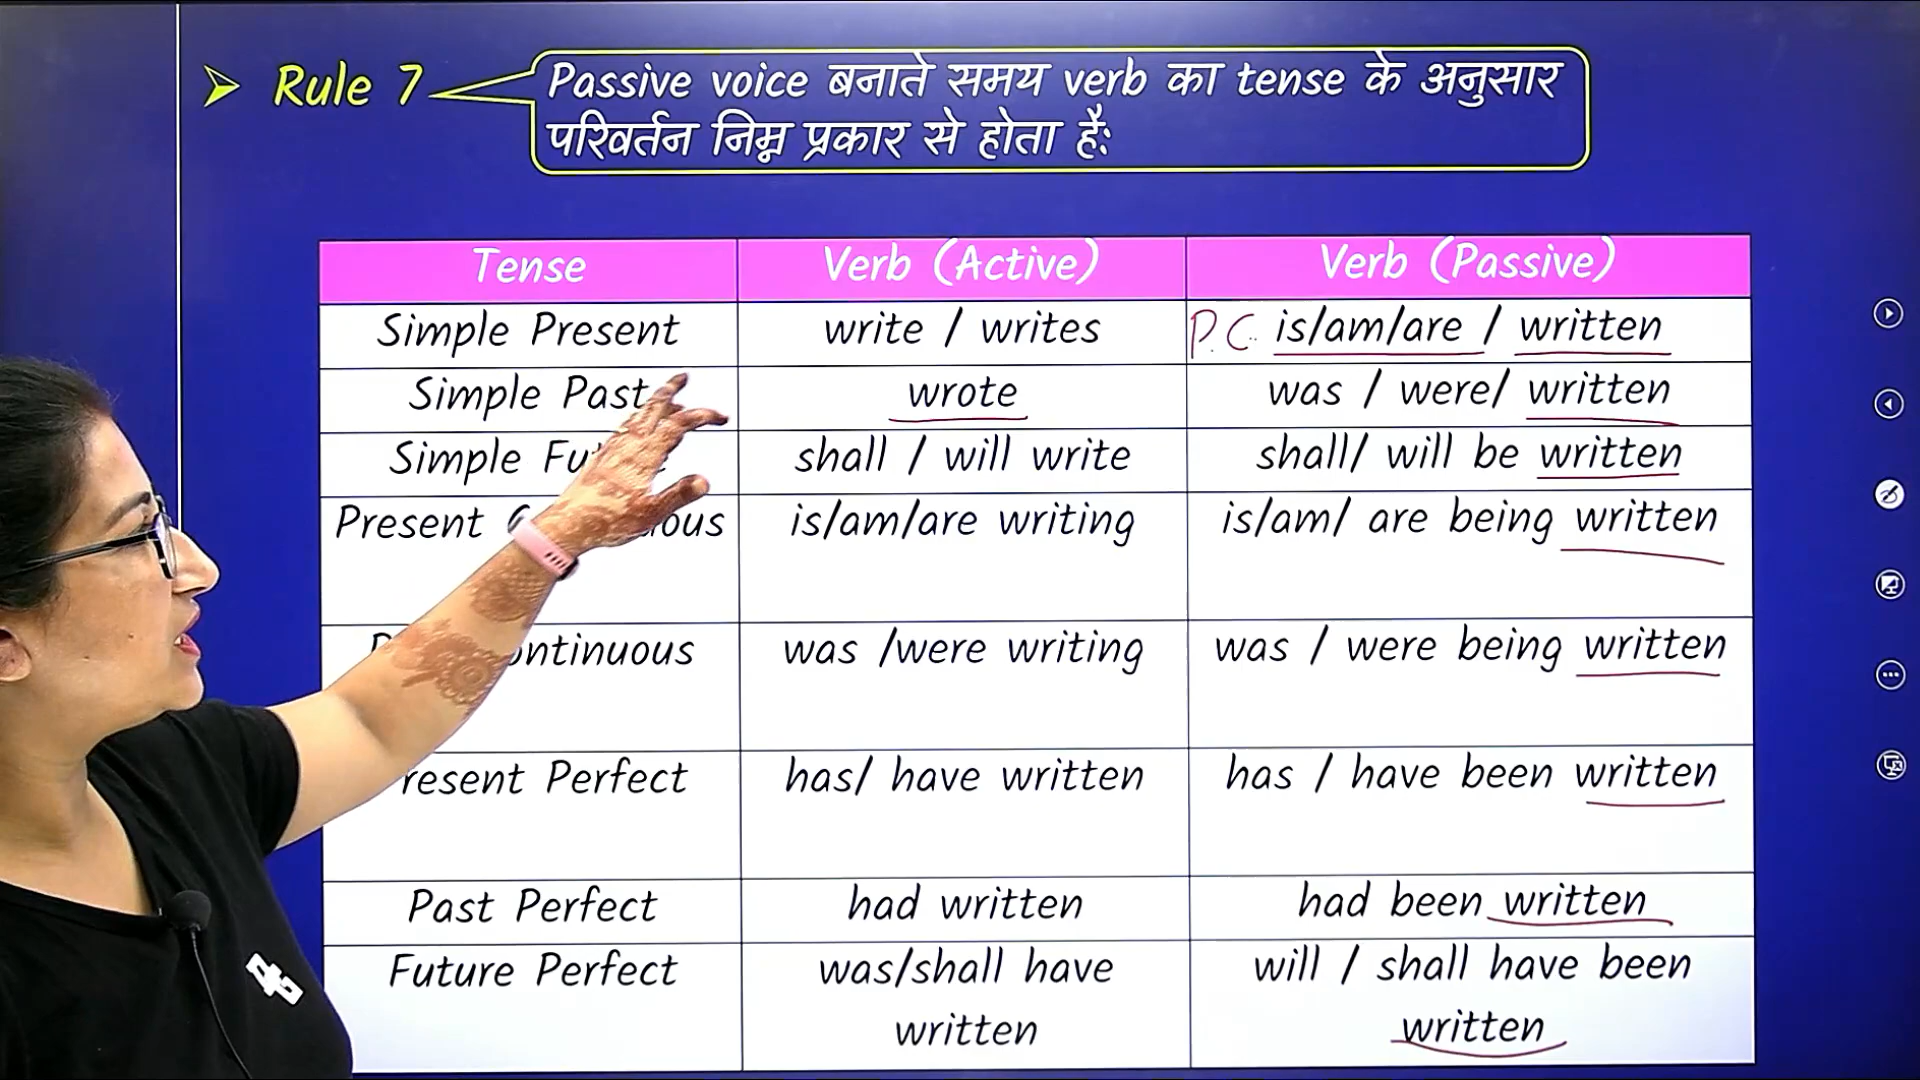 Rule 7
Passive voice बनाते समय verb का tense के अनुसार
परिवर्तन निम्न प्रकार से होता है:
Tense Verb (Active) Verb (Passive)
Simple Present write / writes P.C. is/am/are / written
Simple Past wrote was / were/ written
Simple shall / will write shall/ will be written
Present is/am/are writing is/am/ are being written
was /were writing was / were being written
Perfect has/ have written has / have been written
Past Perfect had written had been written
Future Perfect was/shall have will / shall have been
written written